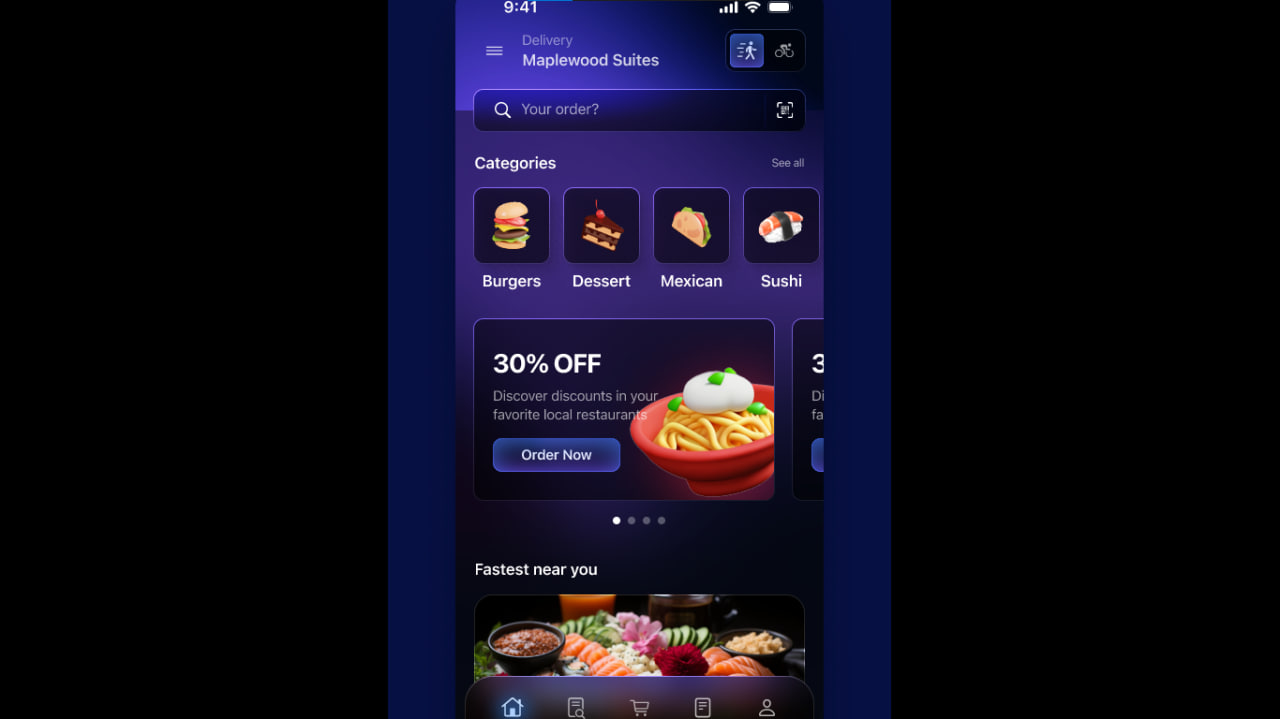 9:41
Delivery
Maplewood Suites
Your order?
Categories
See all
Burgers
Dessert
Mexican
Sushi
30% OFF
Discover discounts in your
favorite local restaurants
Order Now
3
Di
fa
Fastest near you